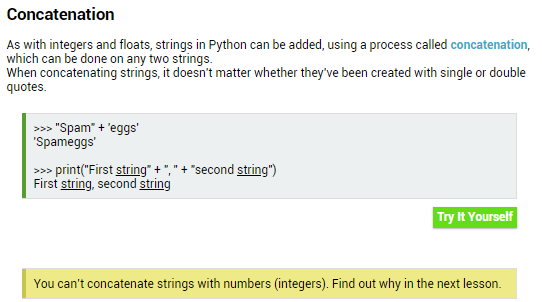 Concatenation
As with integers and floats, strings in Python can be added, using a process called concatenation,
which can be done on any two strings.
When concatenating strings, it doesn't matter whether they've been created with single or double
quotes.
>>> "Spam" + 'eggs'
'Spameggs'
>>> print("First string" + ", " + "second string")
First string, second string
Try It Yourself
You can't concatenate strings with numbers (integers). Find out why in the next lesson.